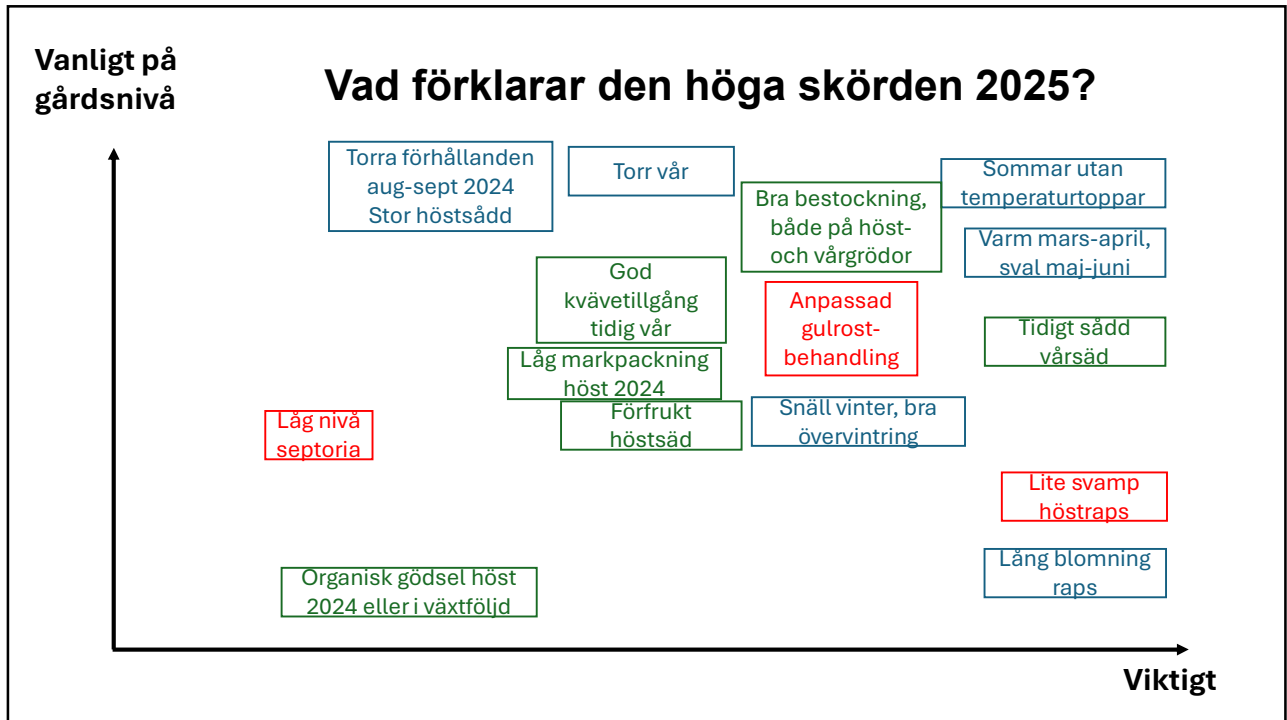 Vanligt på
gårdsnivå
Vad förklarar den höga skörden 2025?
Torra förhållanden
aug-sept 2024
Stor höstsådd
Torr vår
Bra bestockning,
både på höst-
och vårgrödor
Sommar utan
temperaturtoppar
Varm mars-april,
sval maj-juni
God
kvävetillgång
tidig vår
Anpassad
gulrost-
behandling
Tidigt sådd
vårsäd
Låg markpackning
höst 2024
Förfrukt
höstsäd
Snäll vinter, bra
övervintring
Låg nivå
septoria
Lite svamp
höstraps
Lång blomning
raps
Organisk gödsel höst
2024 eller i växtföljd
Viktigt